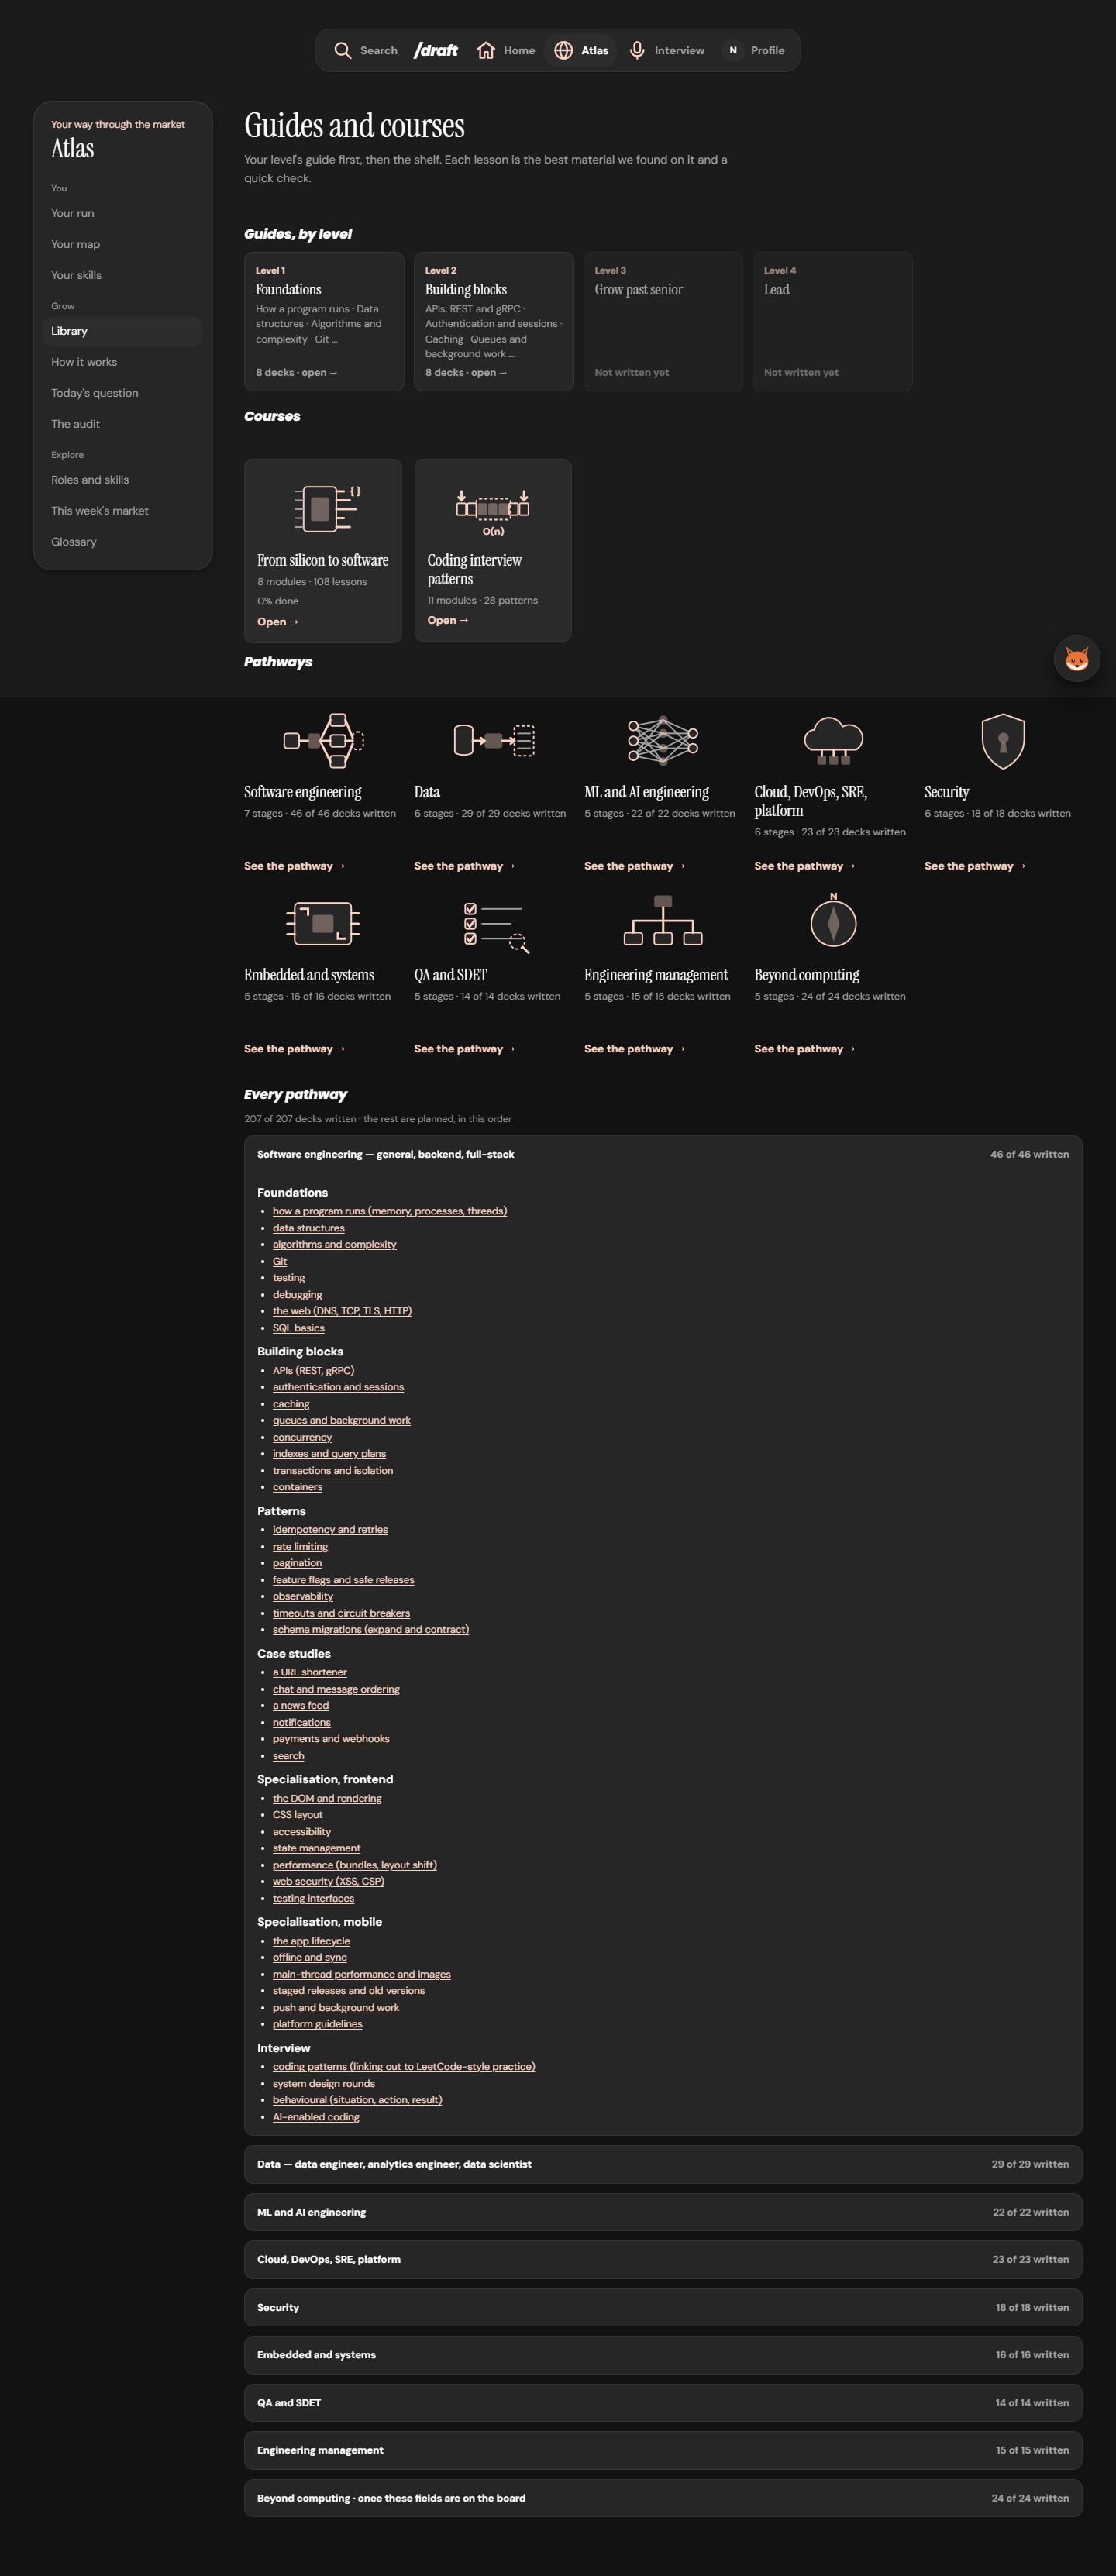 Search
/draft
Home
Atlas
Interview
N
Profile
Your way through the market
Atlas
You
Your run
Your map
Your skills
Grow
Library
How it works
Today's question
The audit
Explore
Roles and skills
This week's market
Glossary
Guides and courses
Your level's guide first, then the shelf. Each lesson is the best material we found on it and a
quick check.
Guides, by level
Level 1
Foundations
How a program runs · Data
structures · Algorithms and
complexity · Git ...
8 decks · open →
Level 2
Building blocks
APIs: REST and gRPC ·
Authentication and sessions ·
Caching · Queues and
background work ...
8 decks · open →
Level 3
Grow past senior
Not written yet
Level 4
Lead
Not written yet
Courses
{ }
From silicon to software
8 modules · 108 lessons
0% done
Open →
O(n)
Coding interview
patterns
11 modules · 28 patterns
Open →
Pathways
Software engineering
7 stages · 46 of 46 decks written
See the pathway →
Data
6 stages · 29 of 29 decks written
See the pathway →
ML and AI engineering
5 stages · 22 of 22 decks written
See the pathway →
Cloud, DevOps, SRE,
platform
6 stages · 23 of 23 decks written
See the pathway →
Security
6 stages · 18 of 18 decks written
See the pathway →
Embedded and systems
5 stages · 16 of 16 decks written
See the pathway →
QA and SDET
5 stages · 14 of 14 decks written
See the pathway →
Engineering management
5 stages · 15 of 15 decks written
See the pathway →
N
Beyond computing
5 stages · 24 of 24 decks written
See the pathway →
Every pathway
207 of 207 decks written · the rest are planned, in this order
Software engineering — general, backend, full-stack
46 of 46 written
Foundations
• how a program runs (memory, processes, threads)
• data structures
• algorithms and complexity
• Git
• testing
• debugging
• the web (DNS, TCP, TLS, HTTP)
• SQL basics
Building blocks
• APIs (REST, gRPC)
• authentication and sessions
• caching
• queues and background work
• concurrency
• indexes and query plans
• transactions and isolation
• containers
Patterns
• idempotency and retries
• rate limiting
• pagination
• feature flags and safe releases
• observability
• timeouts and circuit breakers
• schema migrations (expand and contract)
Case studies
• a URL shortener
• chat and message ordering
• a news feed
• notifications
• payments and webhooks
• search
Specialisation, frontend
• the DOM and rendering
• CSS layout
• accessibility
• state management
• performance (bundles, layout shift)
• web security (XSS, CSP)
• testing interfaces
Specialisation, mobile
• the app lifecycle
• offline and sync
• main-thread performance and images
• staged releases and old versions
• push and background work
• platform guidelines
Interview
• coding patterns (linking out to LeetCode-style practice)
• system design rounds
• behavioural (situation, action, result)
• AI-enabled coding
Data — data engineer, analytics engineer, data scientist
29 of 29 written
ML and AI engineering
22 of 22 written
Cloud, DevOps, SRE, platform
23 of 23 written
Security
18 of 18 written
Embedded and systems
16 of 16 written
QA and SDET
14 of 14 written
Engineering management
15 of 15 written
Beyond computing · once these fields are on the board
24 of 24 written